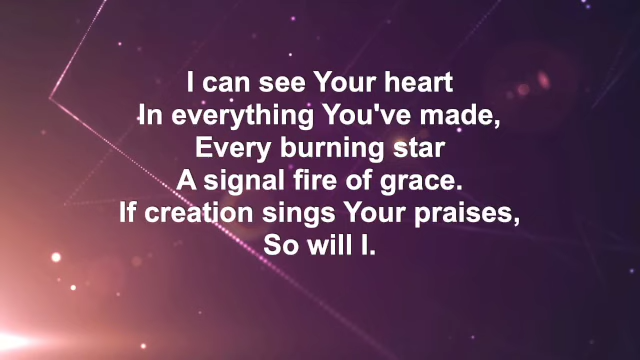 I can see Your heart
In everything You've made,
Every burning star
A signal fire of grace.
If creation sings Your praises,
So will I.